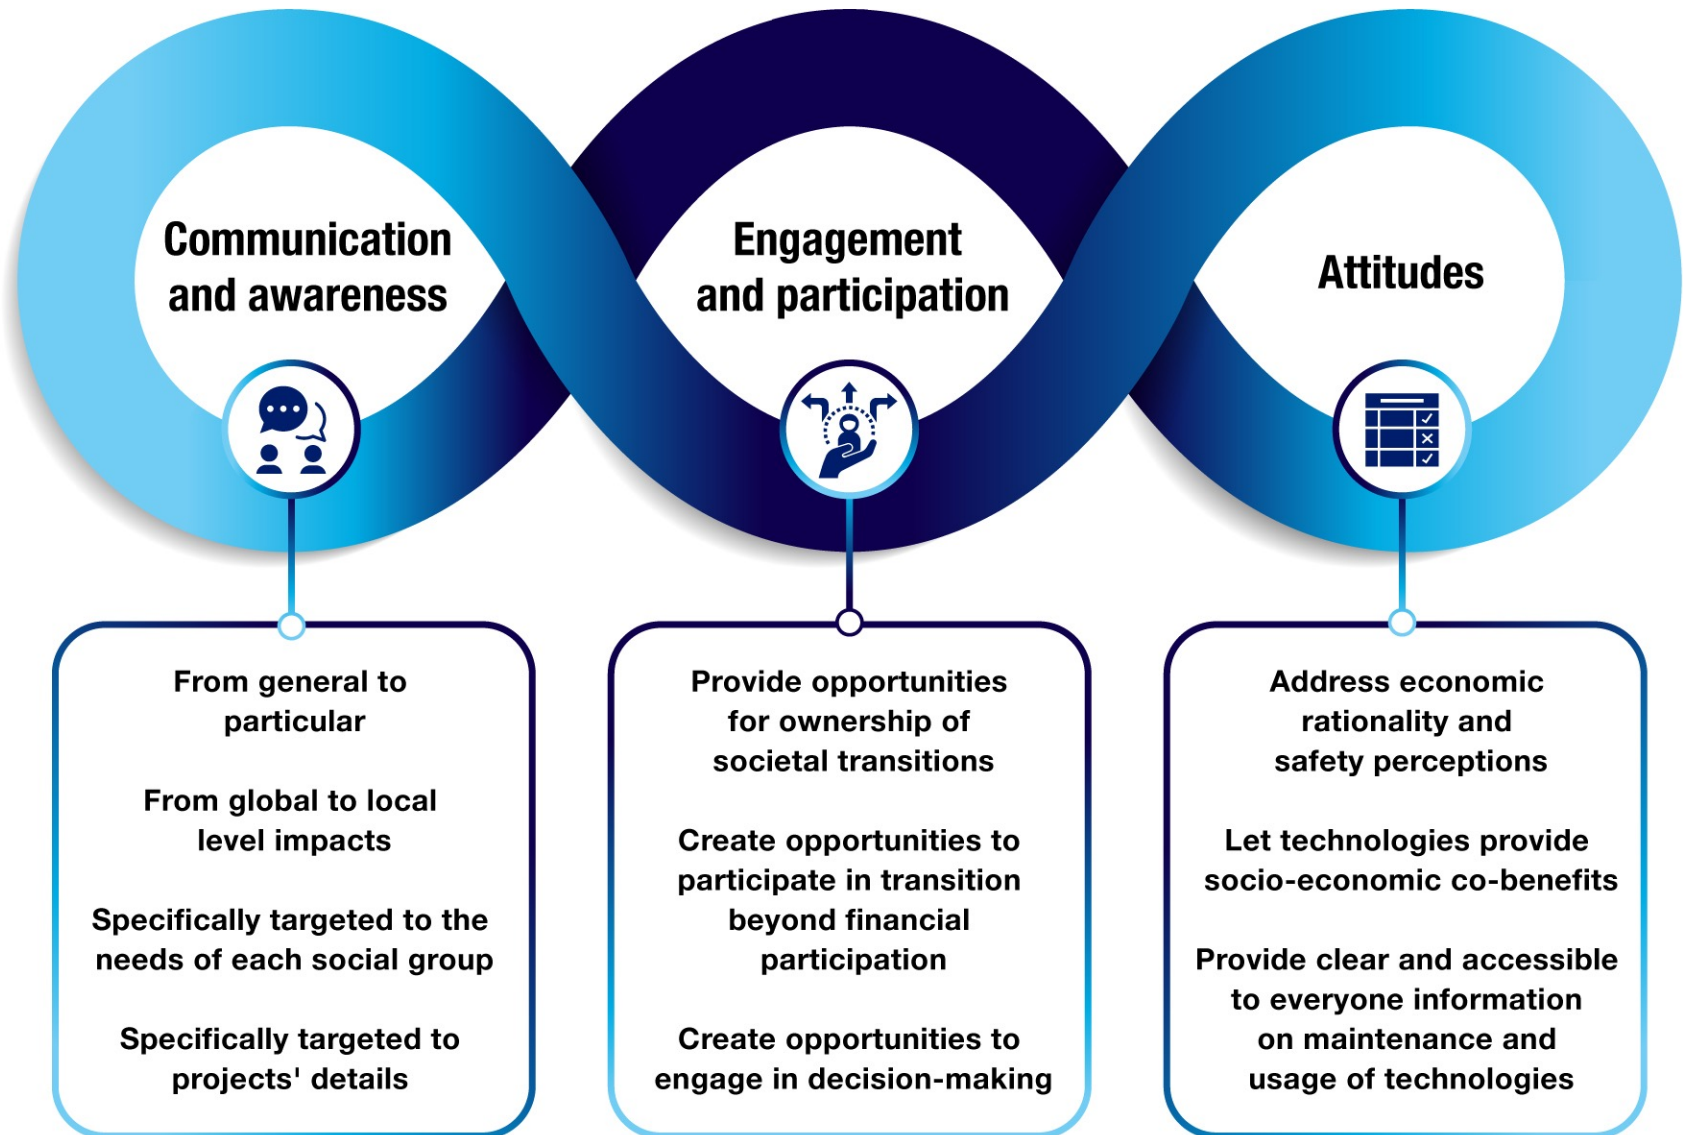 Communication
and awareness
Engagement
and participation
Attitudes
From general to
particular
From global to local
level impacts
Specifically targeted to the
needs of each social group
Specifically targeted to
projects' details
Provide opportunities
for ownership of
societal transitions
Create opportunities to
participate in transition
beyond financial
participation
Create opportunities to
engage in decision-making
Address economic
rationality and
safety perceptions
Let technologies provide
socio-economic co-benefits
Provide clear and accessible
to everyone information
on maintenance and
usage of technologies